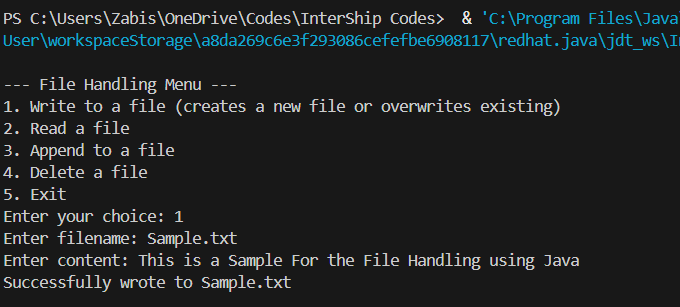 PS C:\Users\Zabis\OneDrive\Codes\InterShip Codes>  & 'C:\Program Files\Java
User\workspaceStorage\a8da269c6e3f293086cefefbe6908117\redhat.java\jdt_ws\I
--- File Handling Menu ---
1. Write to a file (creates a new file or overwrites existing)
2. Read a file
3. Append to a file
4. Delete a file
5. Exit
Enter your choice: 1
Enter filename: Sample.txt
Enter content: This is a Sample For the File Handling using Java
Successfully wrote to Sample.txt